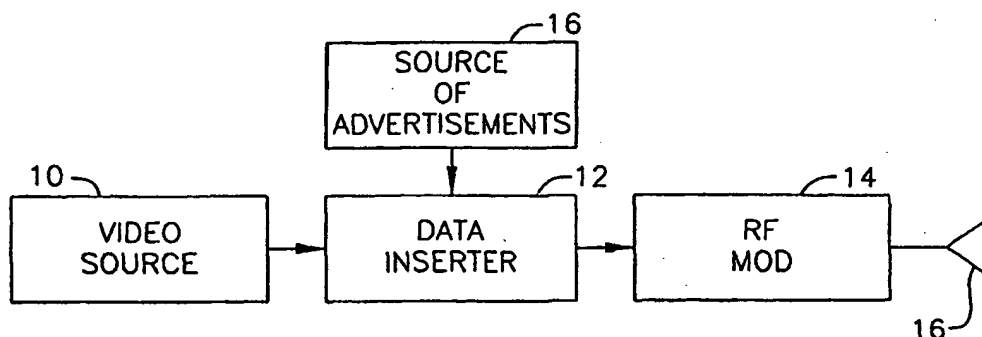 16
SOURCE
OF
ADVERTISEMENTS
10
12
14
VIDEO
SOURCE
DATA
INSERTER
RF
MOD
16